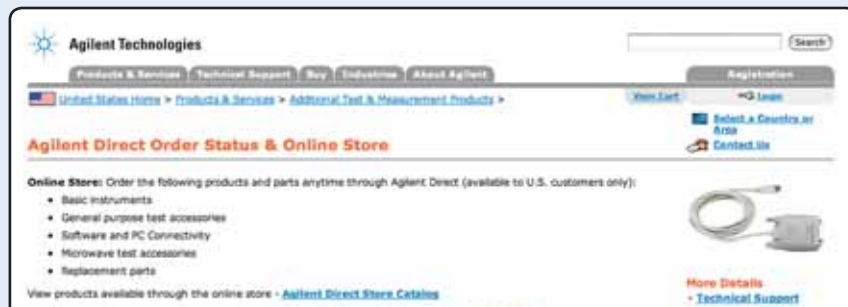 Agilent Technologies
Search
Products & Services Technical Support Buy Industries About Agilent
Registration
United States Home > Products & Services > Additional Test & Measurement Products >
View Cart
Login
Select a Country or Area
Contact Us
Agilent Direct Order Status & Online Store
Online Store: Order the following products and parts anytime through Agilent Direct (available to U.S. customers only):
• Basic instruments
• General purpose test accessories
• Software and PC Connectivity
• Microwave test accessories
• Replacement parts
View products available through the online store - Agilent Direct Store Catalog
More Details
Technical Support